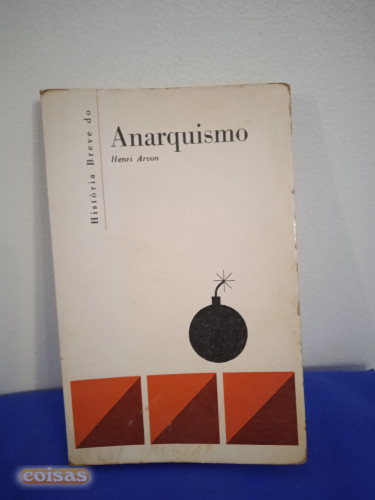 História Breve do
Anarquismo
Henri Arvon
coisas